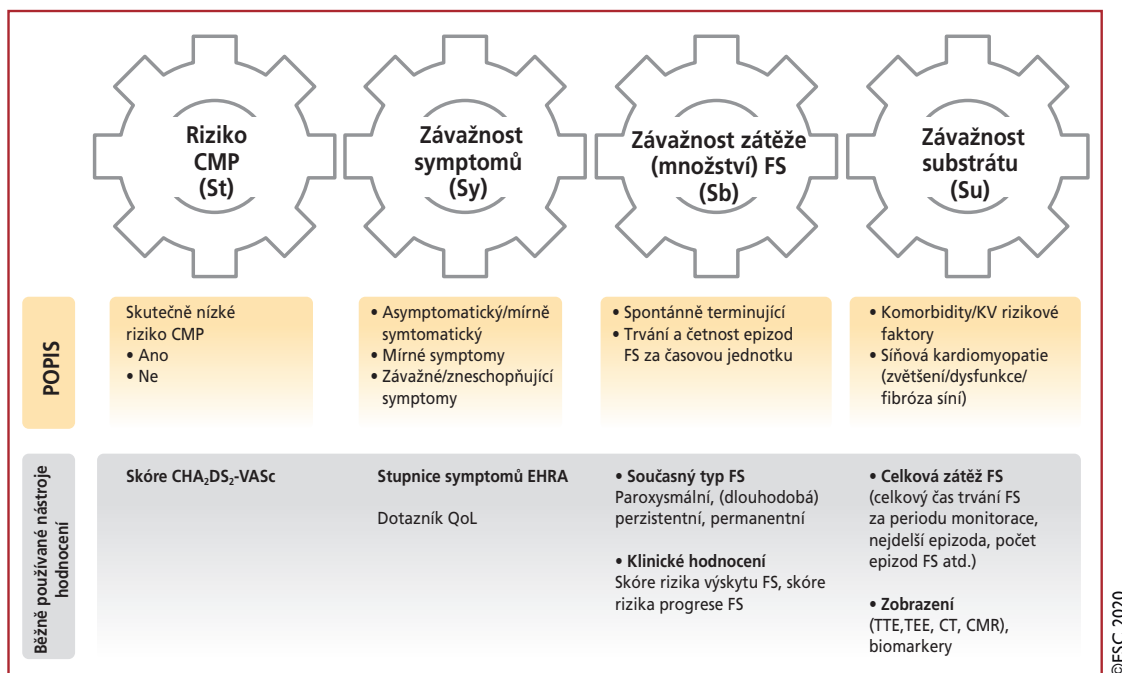 Riziko
CMP
(St)
Závažnost
symptomů
(Sy)
Závažnost zátěže
(množství) FS
(Sb)
Závažnost
substrátu
(Su)
POPIS
Skutečně nízké
riziko CMP
• Ano
• Ne
• Asymptomatický/mírně
symtomatický
• Mírné symptomy
• Závažné/zneschopňující
symptomy
• Spontánně terminující
• Trvání a četnost epizod
FS za časovou jednotku
• Komorbidity/KV rizikové
faktory
• Síňová kardiomyopatie
(zvětšení/dysfunkce/
fibróza síní)
Běžně používané nástroje
hodnocení
Skóre CHA₂DS₂-VASc
Stupnice symptomů EHRA
Dotazník QoL
• Současný typ FS
Paroxysmální, (dlouhodobá)
perzistentní, permanentní
• Klinické hodnocení
Skóre rizika výskytu FS, skóre
rizika progrese FS
• Celková zátěž FS
(celkový čas trvání FS
za periodu monitorace,
nejdelší epizoda, počet
epizod FS atd.)
• Zobrazení
(TTE,TEE, CT, CMR),
biomarkery
©ESC 2020